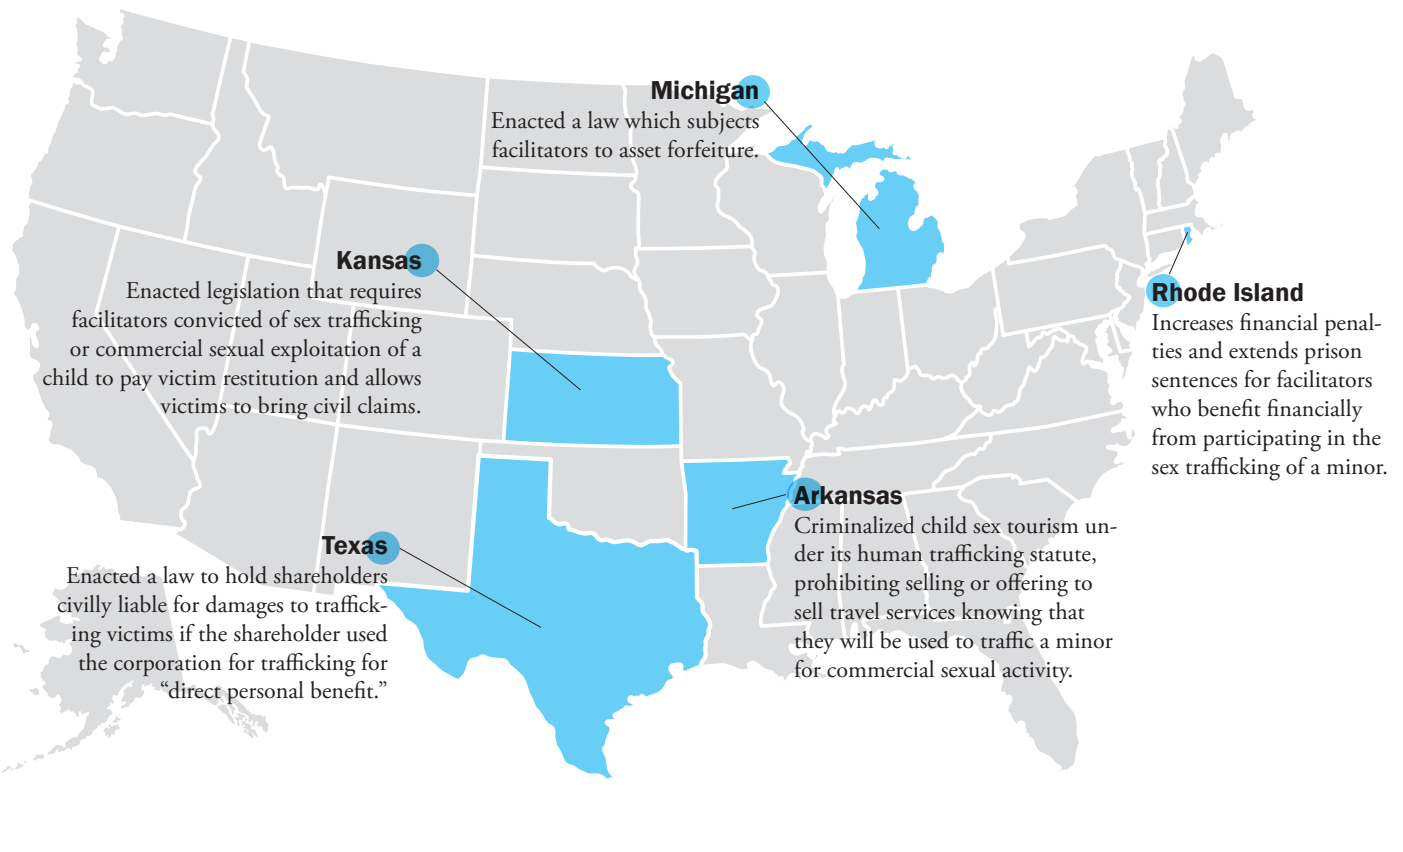 Michigan
Enacted a law which subjects
facilitators to asset forfeiture.
Kansas
Enacted legislation that requires
facilitators convicted of sex trafficking
or commercial sexual exploitation of a
child to pay victim restitution and allows
victims to bring civil claims.
Rhode Island
Increases financial penal-
ties and extends prison
sentences for facilitators
who benefit financially
from participating in the
sex trafficking of a minor.
Arkansas
Criminalized child sex tourism un-
der its human trafficking statute,
prohibiting selling or offering to
sell travel services knowing that
they will be used to traffic a minor
for commercial sexual activity.
Texas
Enacted a law to hold shareholders
civilly liable for damages to traffick-
ing victims if the shareholder used
the corporation for trafficking for
“direct personal benefit.”